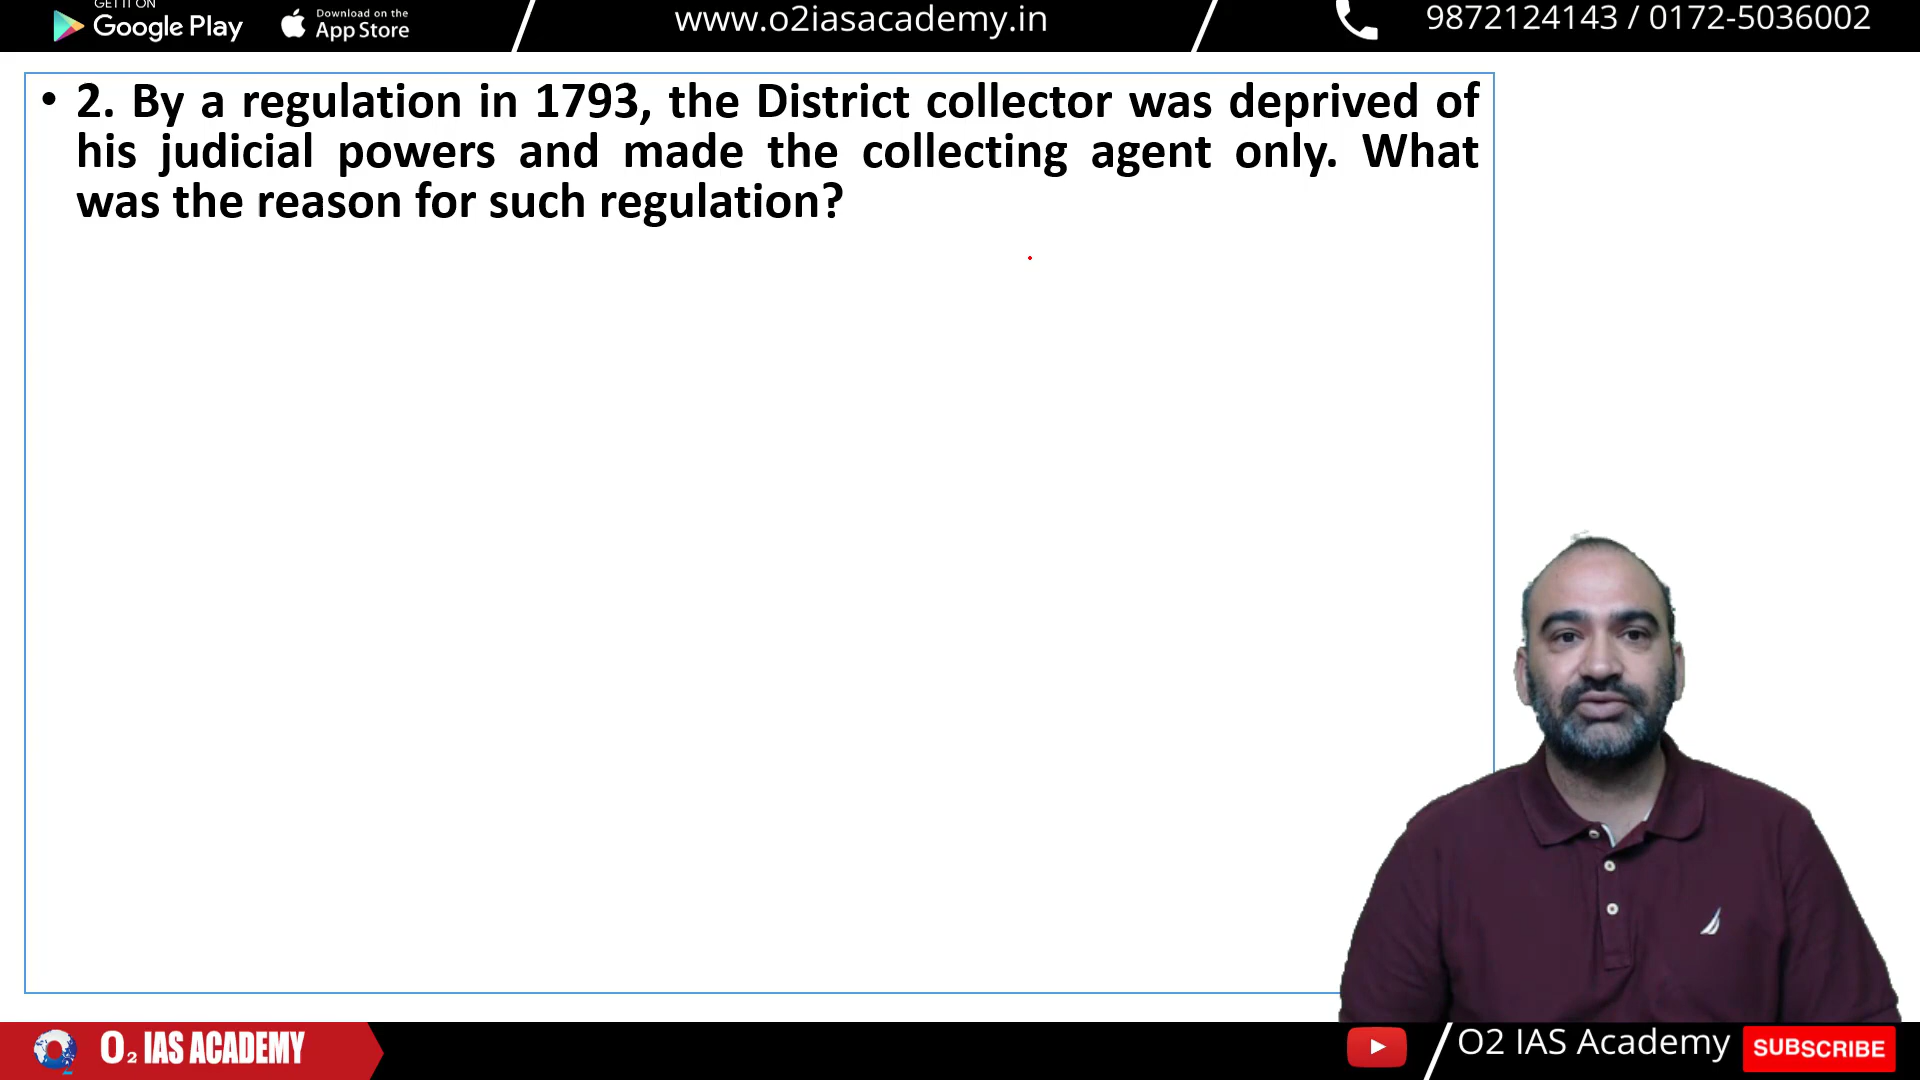 GET IT ON
Google Play
Download on the
App Store
www.o2iasacademy.in
9872124143 / 0172-5036002
• 2. By a regulation in 1793, the District collector was deprived of
his judicial powers and made the collecting agent only. What
was the reason for such regulation?
O2 IAS ACADEMY
O2 IAS Academy
SUBSCRIBE